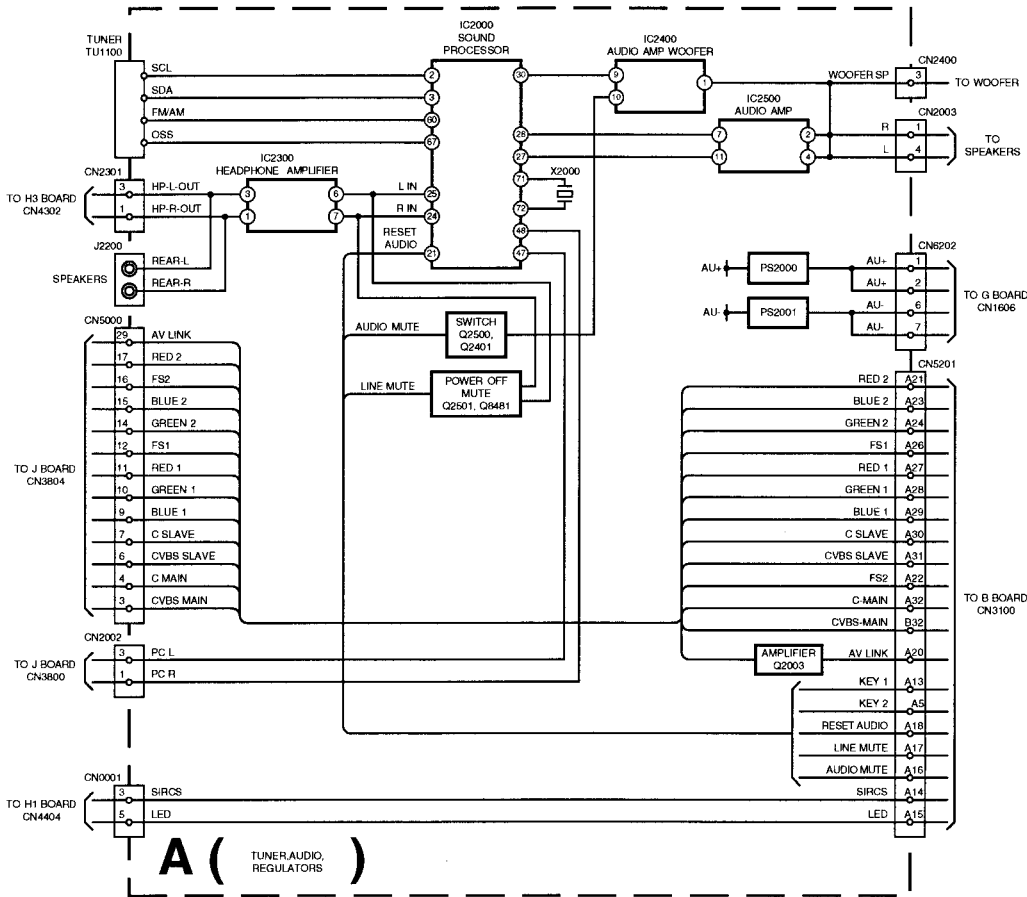 TUNER
TU1100
SCL
SDA
FM/AM
OSS
IC2000
SOUND
PROCESSOR
2
3
60
67
25
24
21
30
28
27
71
72
48
47
IC2400
AUDIO AMP WOOFER
9
10
1
IC2500
AUDIO AMP
7
11
2
4
CN2400
WOOFER SP
3
TO WOOFER
CN2003
R
1
L
4
TO
SPEAKERS
X2000
CN2301
3
HP-L-OUT
1
HP-R-OUT
TO H3 BOARD
CN4302
IC2300
HEADPHONE AMPLIFIER
3
1
6
7
L IN
R IN
RESET
AUDIO
J2200
SPEAKERS
REAR-L
REAR-R
AU+
PS2000
AU-
PS2001
CN6202
AU+
1
AU+
2
AU-
6
AU-
7
TO G BOARD
CN1606
AUDIO MUTE
SWITCH
Q2500,
Q2401
LINE MUTE
POWER OFF
MUTE
Q2501, Q8481
CN5000
29 AV LINK
17 RED 2
16 FS2
15 BLUE 2
14 GREEN 2
12 FS1
11 RED 1
10 GREEN 1
9 BLUE 1
7 C SLAVE
6 CVBS SLAVE
4 C MAIN
3 CVBS MAIN
TO J BOARD
CN3804
CN2002
3 PC L
1 PC R
TO J BOARD
CN3800
CN5201
RED 2 A21
BLUE 2 A23
GREEN 2 A24
FS1 A26
RED 1 A27
GREEN 1 A28
BLUE 1 A29
C SLAVE A30
CVBS SLAVE A31
FS2 A22
C-MAIN A32
CVBS-MAIN B32
AMPLIFIER
Q2003
AV LINK A20
KEY 1 A13
KEY 2 A5
RESET AUDIO A18
LINE MUTE A17
AUDIO MUTE A16
SIRCS A14
LED A15
TO B BOARD
CN3100
CN0001
3 SIRCS
5 LED
TO H1 BOARD
CN4404
A (
TUNER,AUDIO,
REGULATORS
)